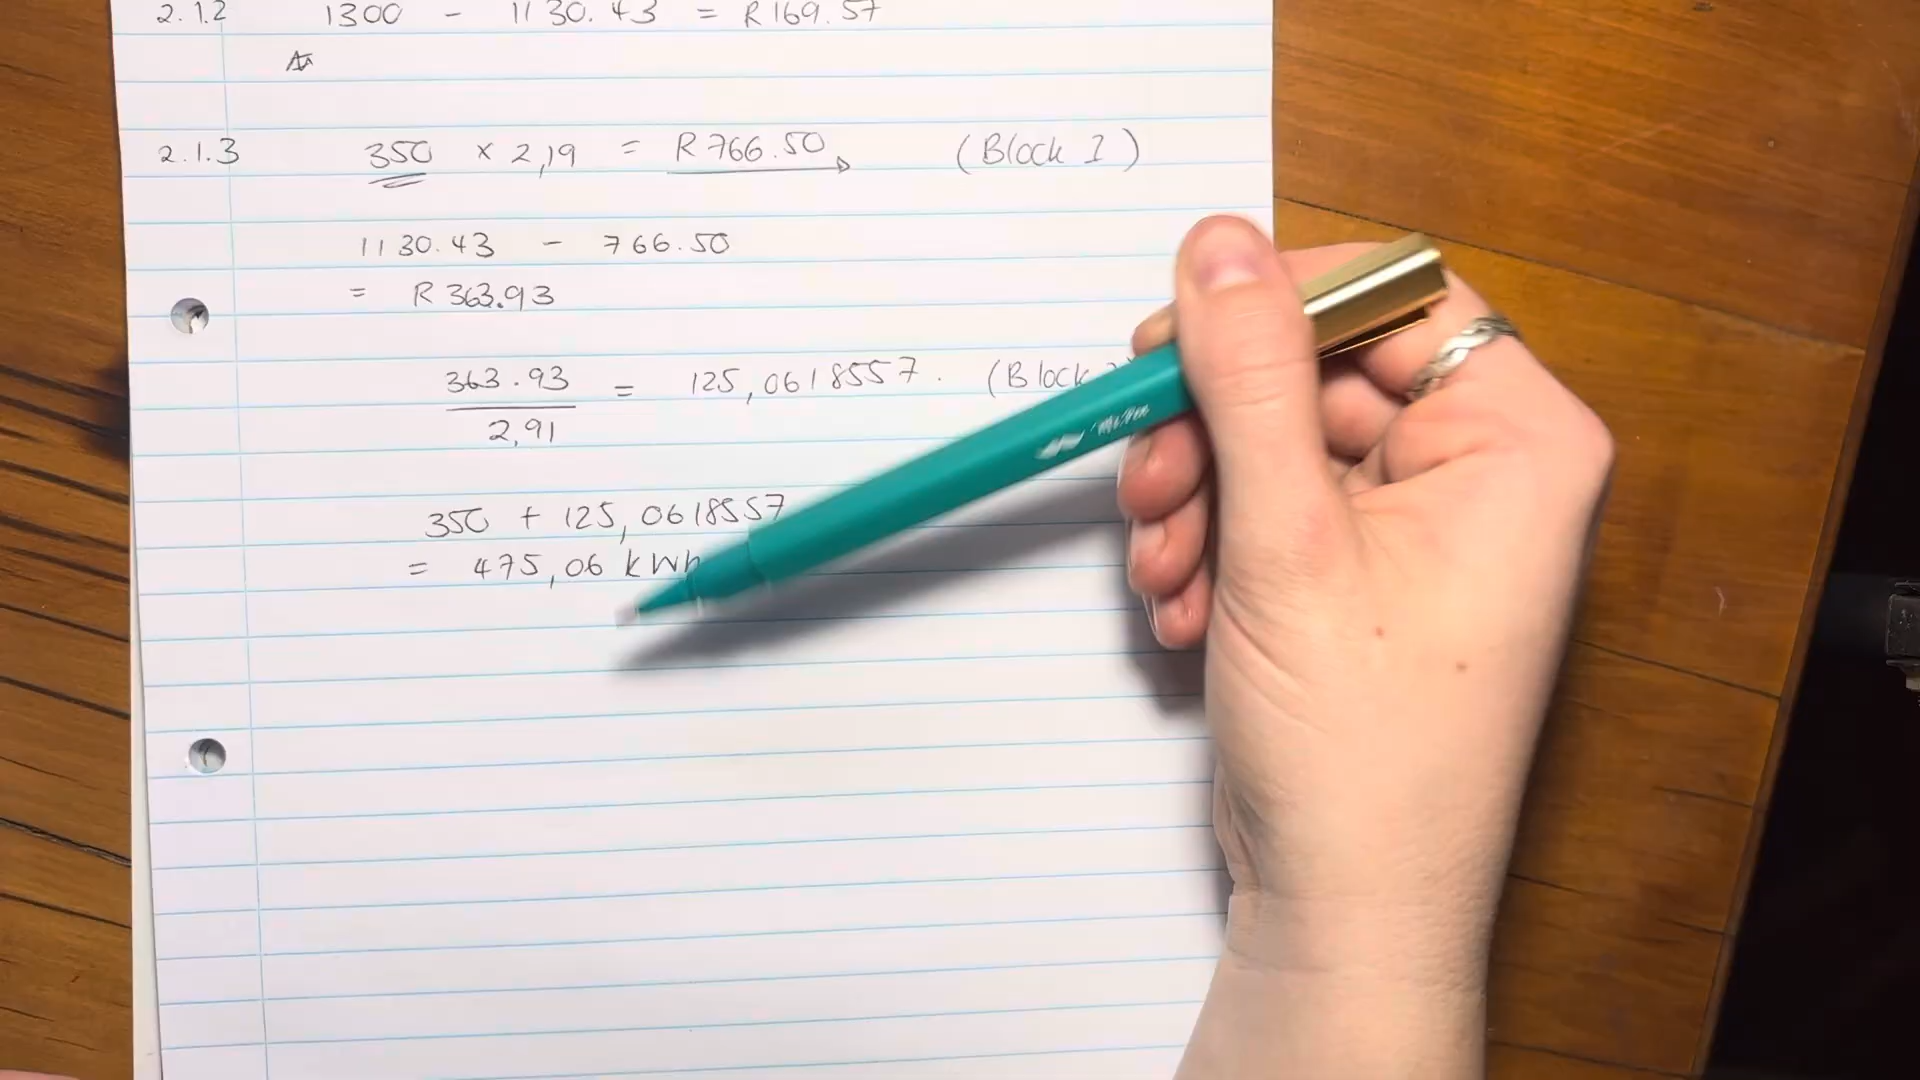 2.1.2 1300 - 1130.43 = R169.57
2.1.3 350 × 2,19 = R766.50 (Block 1)
1130.43 - 766.50
= R363.93
363.93 = 125,0618557. (Block
2,91
350 + 125,0618557
= 475,06 kWh